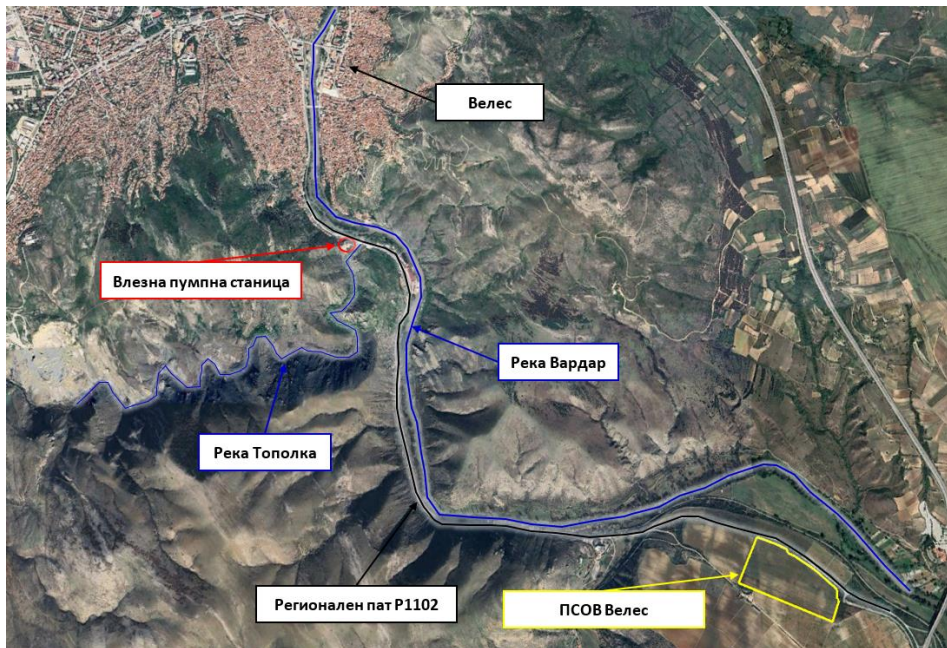 Велес
Влезна пумпна станица
Река Вардар
Река Тополка
Регионален пат Р1102
ПСОВ Велес